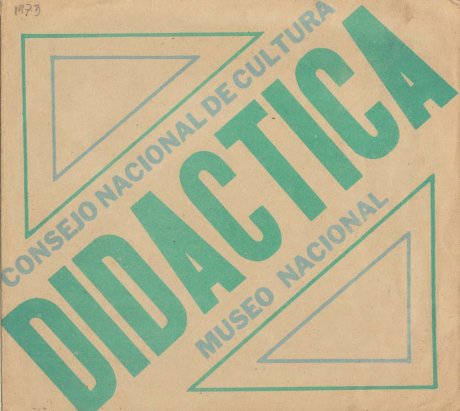 1973
CONSEJO NACIONAL DE CULTURA
DIDACTICA
MUSEO NACIONAL